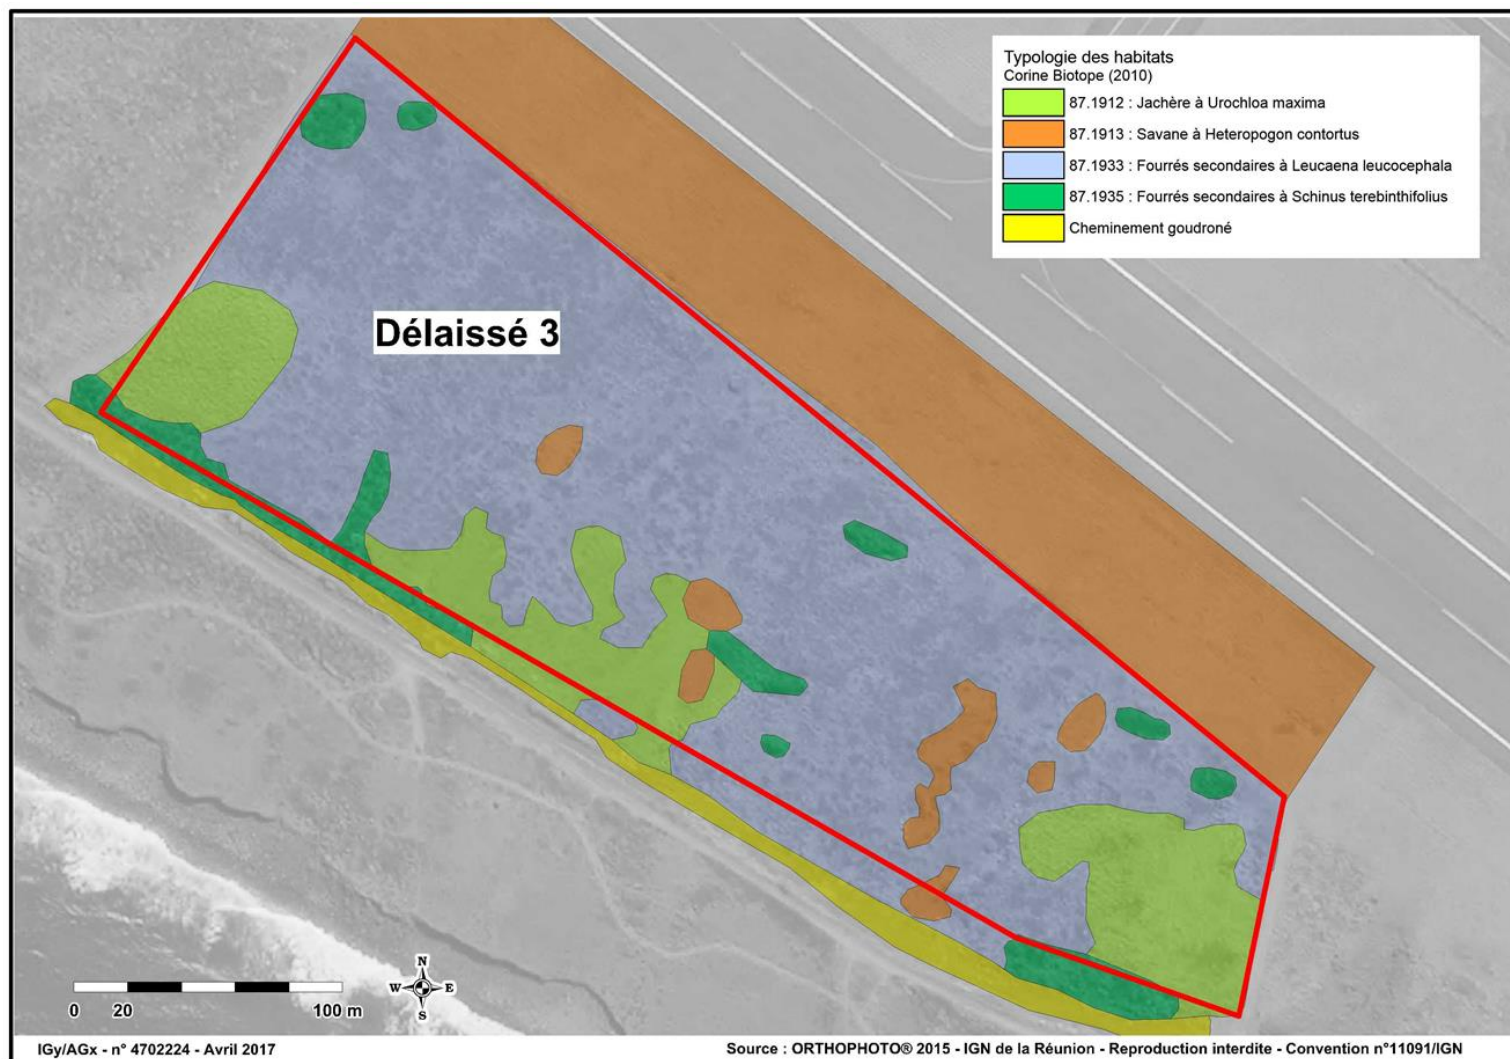 Typologie des habitats
Corine Biotope (2010)
87.1912 : Jachère à Urochloa maxima
87.1913 : Savane à Heteropogon contortus
87.1933 : Fourrés secondaires à Leucaena leucocephala
87.1935 : Fourrés secondaires à Schinus terebinthifolius
Cheminement goudroné
Délaissé 3
N
W E
S
0 20 100 m
IGy/AGx - n° 4702224 - Avril 2017
Source : ORTHOPHOTO® 2015 - IGN de la Réunion - Reproduction interdite - Convention n°11091/IGN